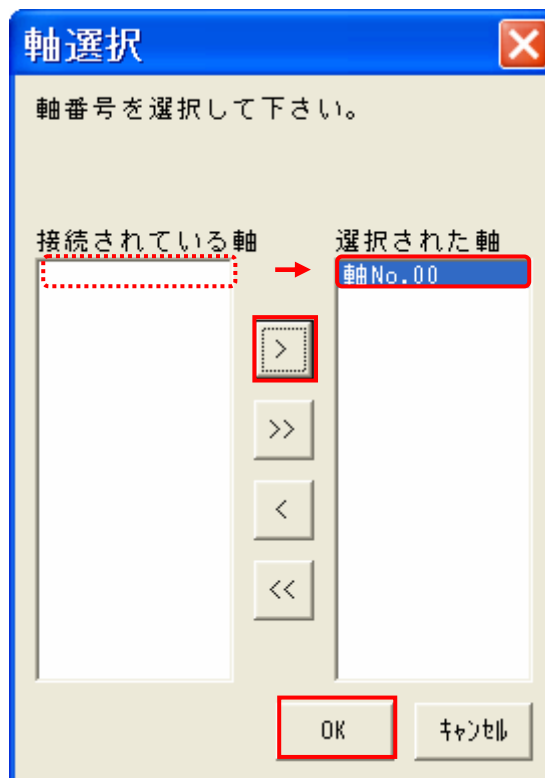 軸選択
軸番号を選択して下さい。
接続されている軸
選択された軸
軸No.00
>
>>
<
<<
OK
ｷｬﾝｾﾙ